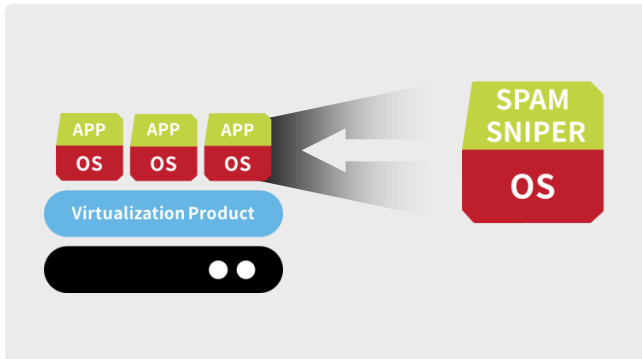 APP
OS
APP
OS
APP
OS
Virtualization Product
SPAM
SNIPER
OS